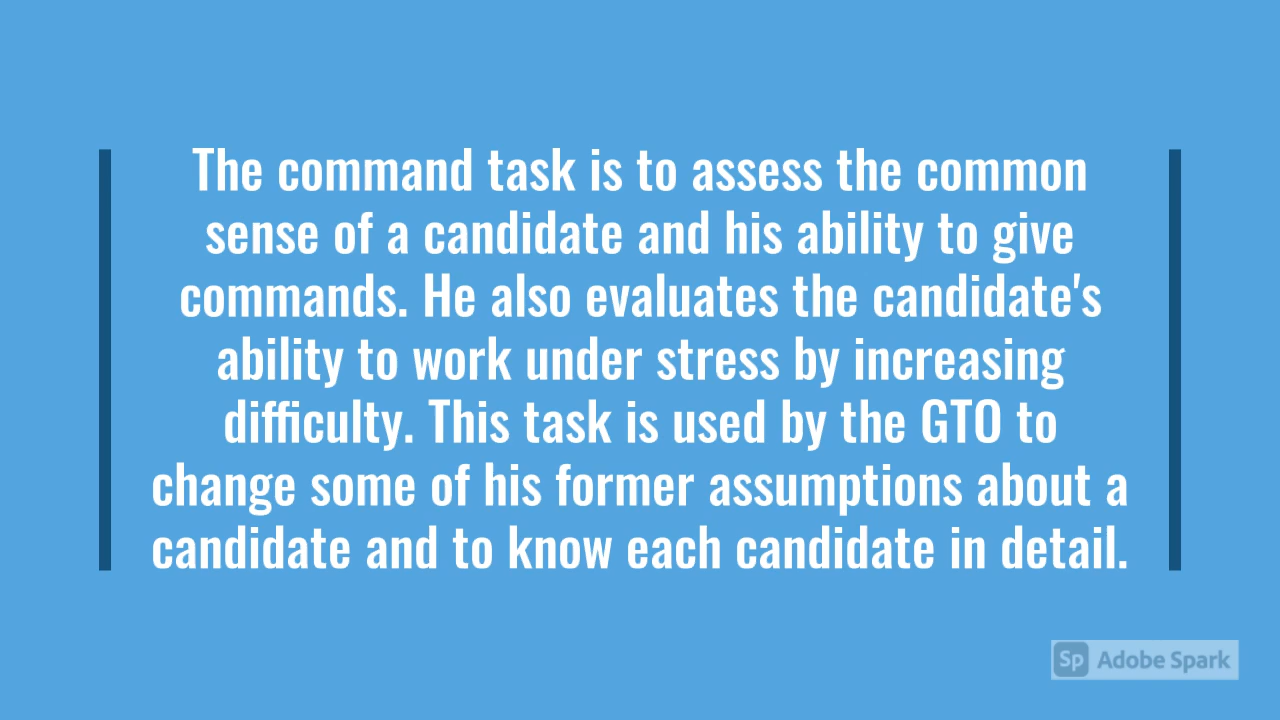 The command task is to assess the common
sense of a candidate and his ability to give
commands. He also evaluates the candidate's
ability to work under stress by increasing
difficulty. This task is used by the GTO to
change some of his former assumptions about a
candidate and to know each candidate in detail.
Sp Adobe Spark